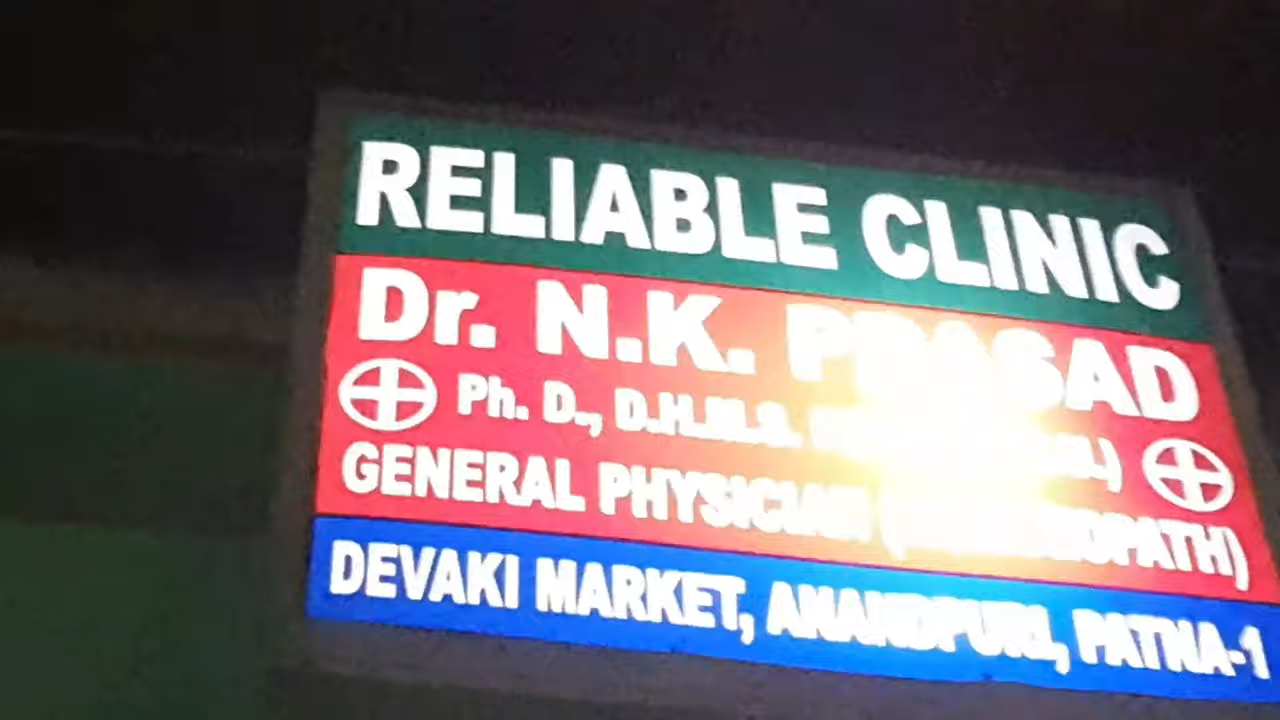 RELIABLE CLINIC
Dr. N.K. PRASAD
Ph. D., D.H.M.S.
GENERAL PHYSICIAN
DEVAKI MARKET, ANANDPURI, PATNA-1